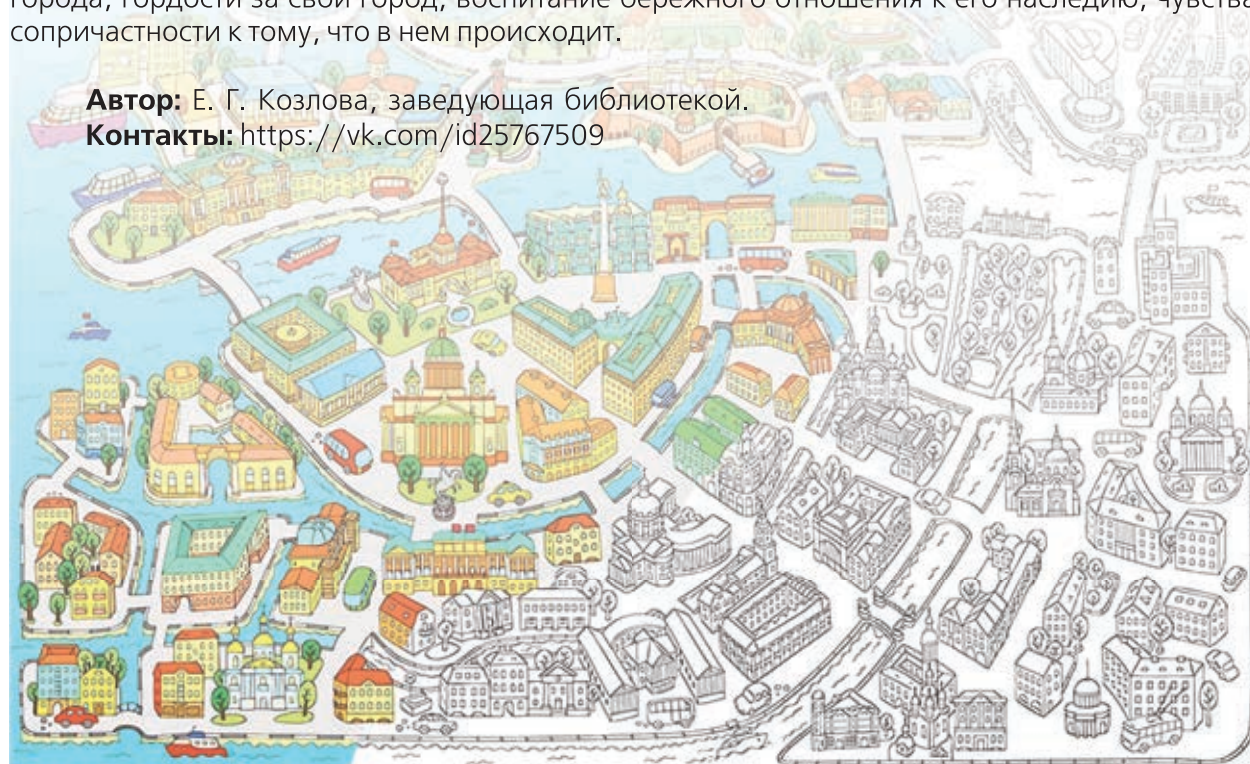 города, гордости за свой город, воспитание бережного отношения к его наследию, чувства
сопричастности к тому, что в нем происходит.
Автор: Е. Г. Козлова, заведующая библиотекой.
Контакты: https://vk.com/id25767509